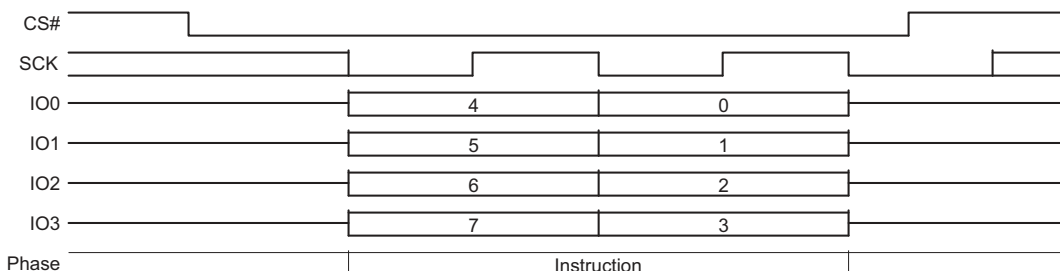 CS#
SCK
IO0 4 0
IO1 5 1
IO2 6 2
IO3 7 3
Phase Instruction